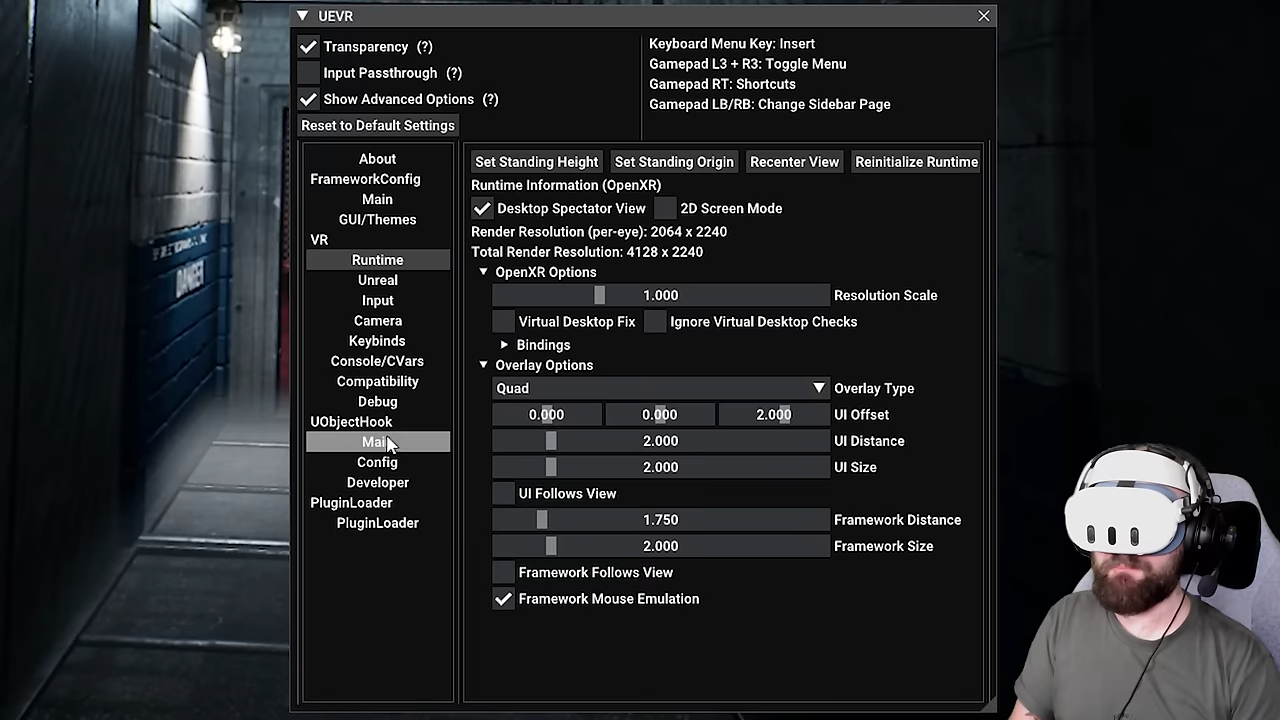 UEVR
Transparency (?)
Input Passthrough (?)
Show Advanced Options (?)
Reset to Default Settings
Keyboard Menu Key: Insert
Gamepad L3 + R3: Toggle Menu
Gamepad RT: Shortcuts
Gamepad LB/RB: Change Sidebar Page
About
FrameworkConfig
Main
GUI/Themes
VR
Runtime
Unreal
Input
Camera
Keybinds
Console/CVars
Compatibility
Debug
UObjectHook
Main
Config
Developer
PluginLoader
PluginLoader
Set Standing Height Set Standing Origin Recenter View Reinitialize Runtime
Runtime Information (OpenXR)
Desktop Spectator View 2D Screen Mode
Render Resolution (per-eye): 2064 x 2240
Total Render Resolution: 4128 x 2240
OpenXR Options
1.000 Resolution Scale
Virtual Desktop Fix Ignore Virtual Desktop Checks
Bindings
Overlay Options
Quad Overlay Type
0.000 0.000 2.000 UI Offset
2.000 UI Distance
2.000 UI Size
UI Follows View
1.750 Framework Distance
2.000 Framework Size
Framework Follows View
Framework Mouse Emulation
DANGER